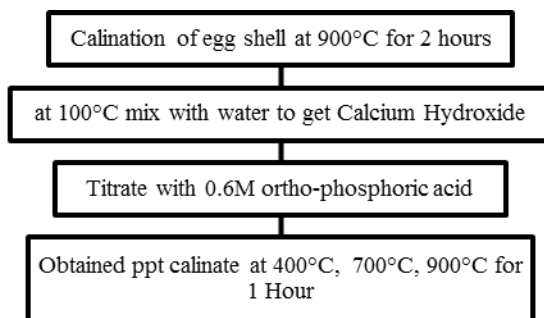 Calination of egg shell at 900°C for 2 hours
at 100°C mix with water to get Calcium Hydroxide
Titrate with 0.6M ortho-phosphoric acid
Obtained ppt calinate at 400°C, 700°C, 900°C for
1 Hour